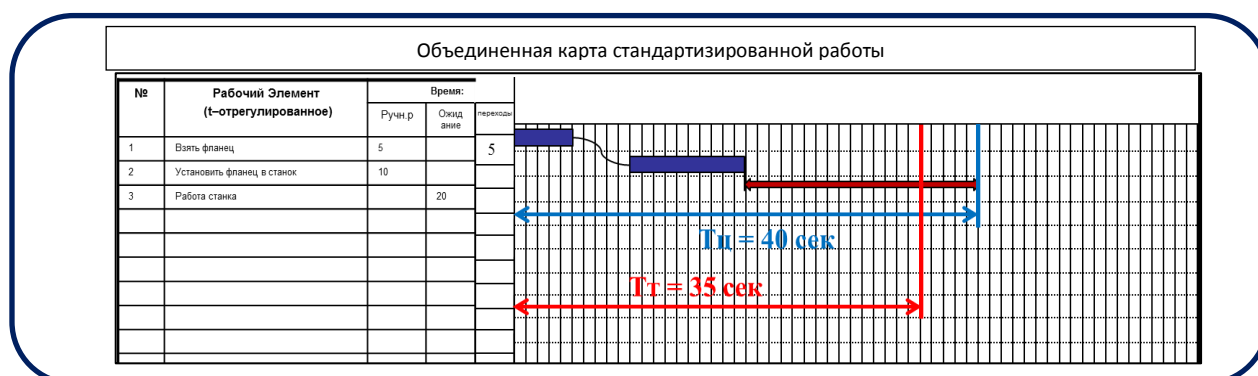 Объединенная карта стандартизированной работы
№
Рабочий Элемент
(t–отрегулированное)
Время:
Ручн.р
Ожид
ание
переходы
1
Взять фланец
5
5
2
Установить фланец в станок
10
3
Работа станка
20
Тц = 40 сек
Тт = 35 сек